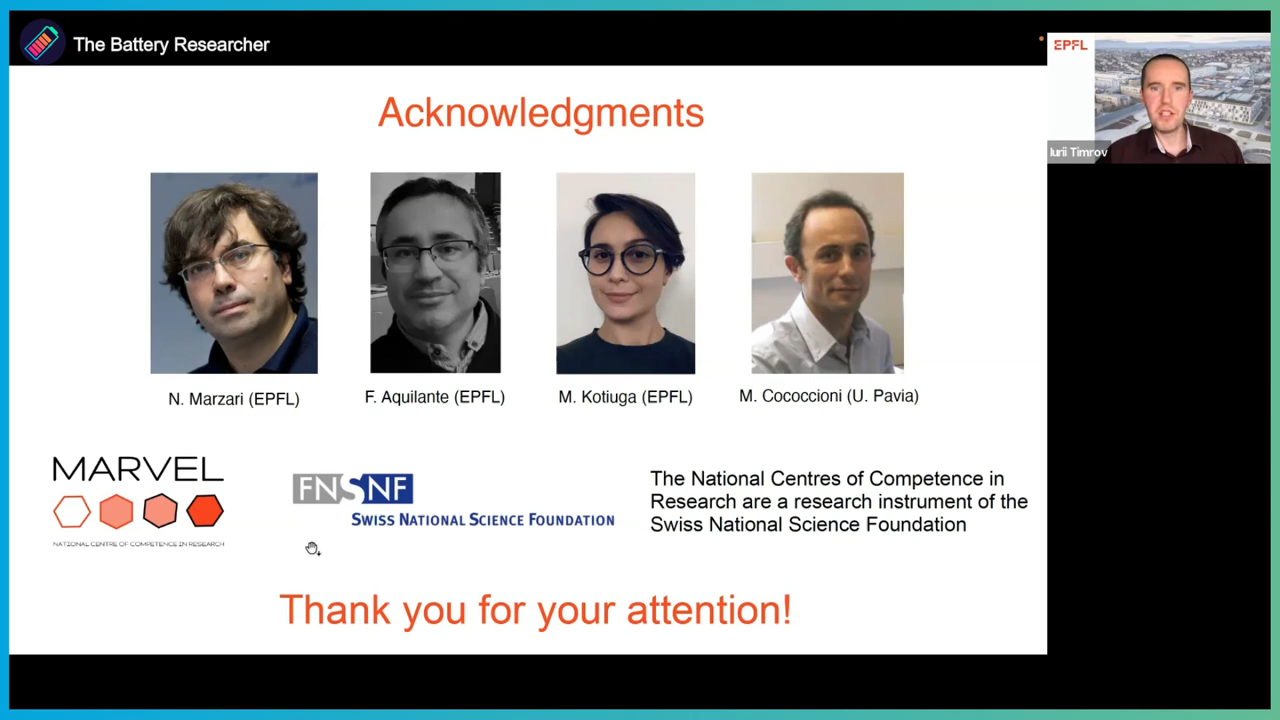 The Battery Researcher
EPFL
Iurii Timrov
Acknowledgments
N. Marzari (EPFL)
F. Aquilante (EPFL)
M. Kotiuga (EPFL)
M. Cococcioni (U. Pavia)
MARVEL
NATIONAL CENTRE OF COMPETENCE IN RESEARCH
FNSNF
SWISS NATIONAL SCIENCE FOUNDATION
The National Centres of Competence in
Research are a research instrument of the
Swiss National Science Foundation
Thank you for your attention!